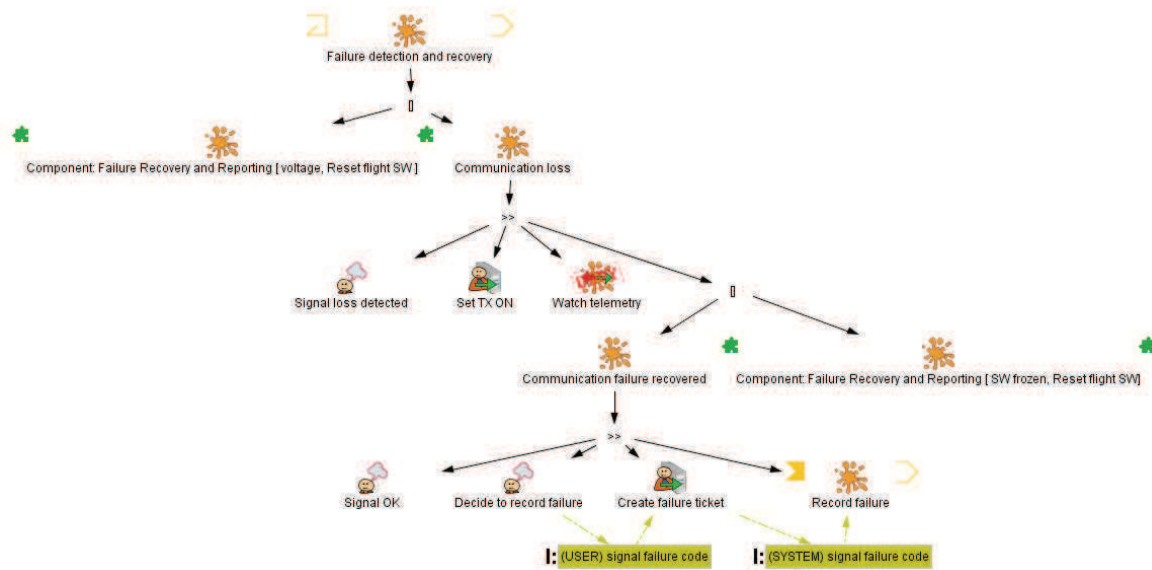 Failure detection and recovery
[]
Component: Failure Recovery and Reporting [ voltage, Reset flight SW ]
Communication loss
>>
Signal loss detected
Set TX ON
Watch telemetry
[]
Communication failure recovered
Component: Failure Recovery and Reporting [ SW frozen, Reset flight SW]
>>
Signal OK
Decide to record failure
Create failure ticket
Record failure
I: (USER) signal failure code
I: (SYSTEM) signal failure code